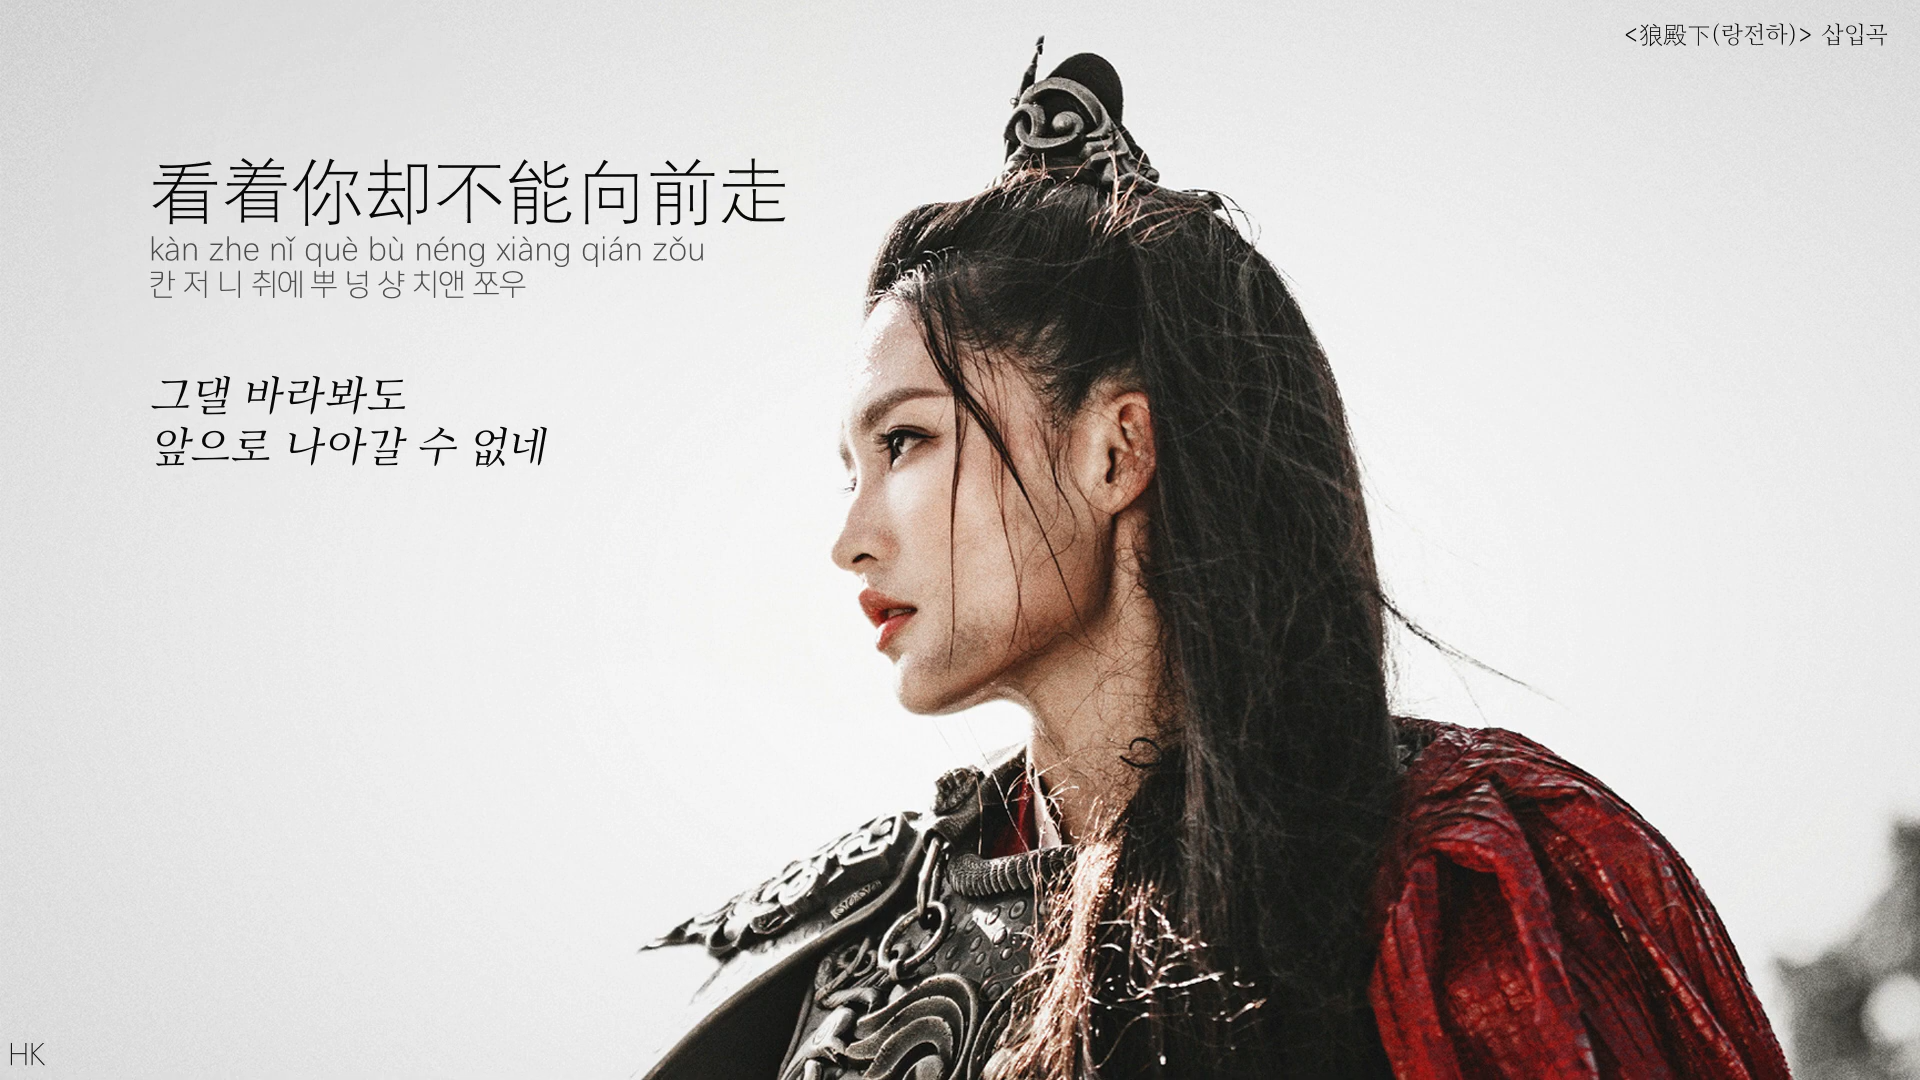 <狼殿下(랑전하)> 삽입곡
看着你却不能向前走
kàn zhe nǐ què bù néng xiàng qián zǒu
칸 저 니 취에 뿌 넝 샹 치앤 쪼우
그댈 바라봐도
앞으로 나아갈 수 없네
HK